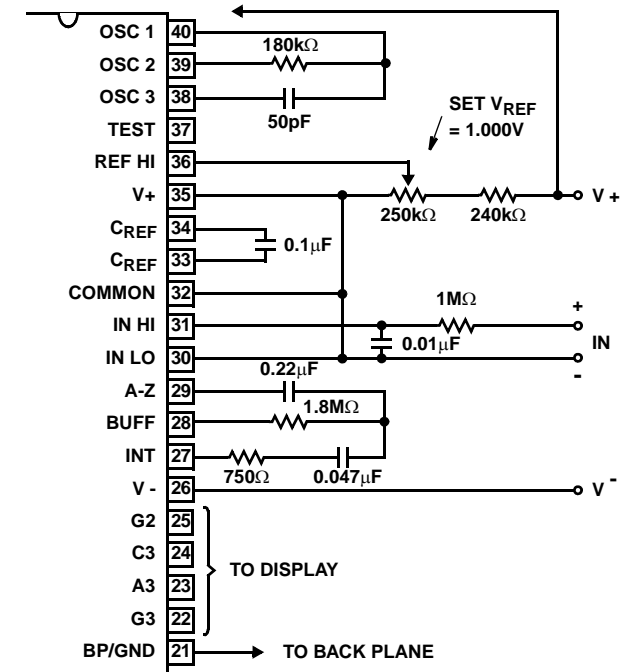 OSC 1 40
180kΩ
OSC 2 39
OSC 3 38
50pF
SET VREF
= 1.000V
TEST 37
REF HI 36
V+ 35
V +
250kΩ 240kΩ
CREF 34
0.1μF
CREF 33
COMMON 32
1MΩ
+
IN HI 31
0.01μF
IN
IN LO 30
-
0.22μF
A-Z 29
1.8MΩ
BUFF 28
INT 27
750Ω 0.047μF
V - 26
V -
G2 25
C3 24
TO DISPLAY
A3 23
G3 22
BP/GND 21 TO BACK PLANE